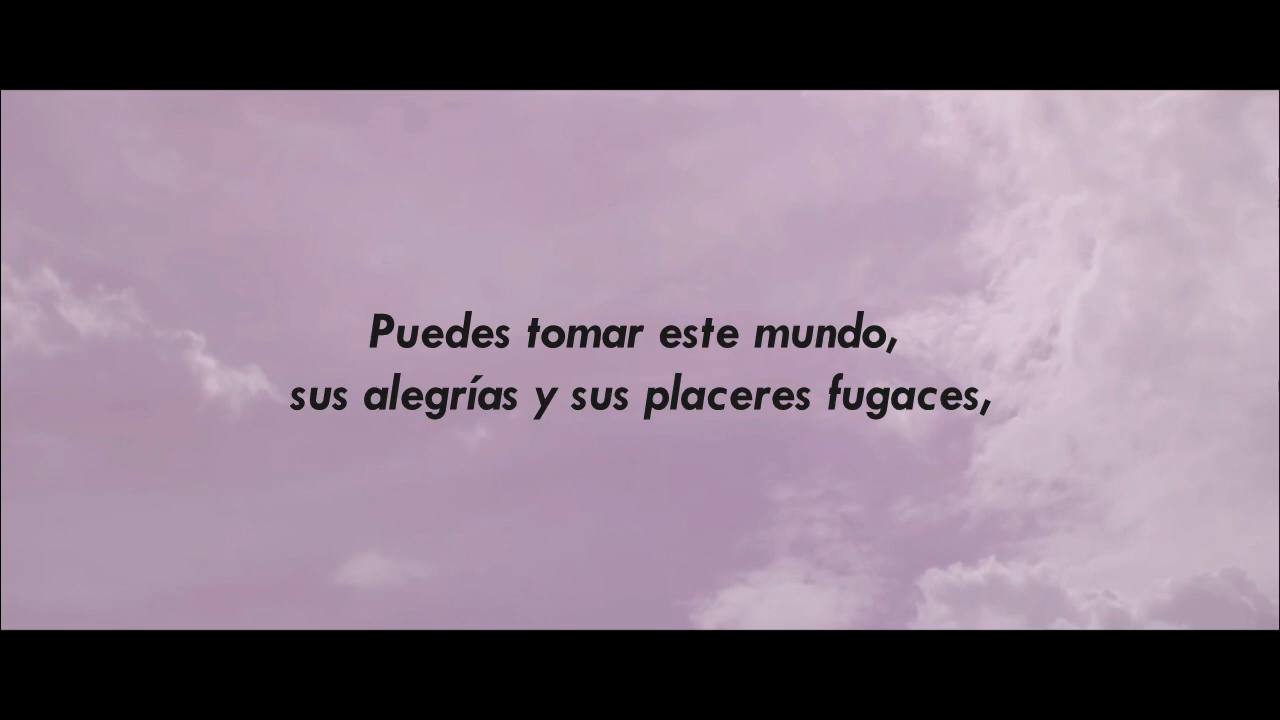 Puedes tomar este mundo,
sus alegrías y sus placeres fugaces,